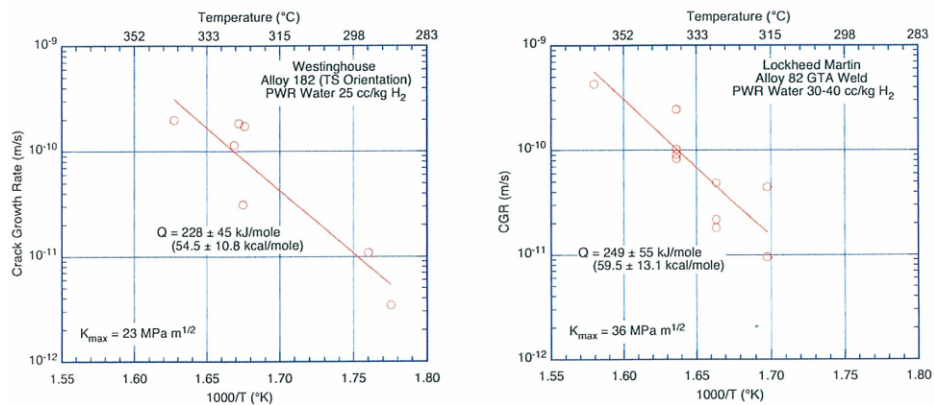 Temperature (°C)
352 333 315 298 283
10-9
10-10
10-11
10-12
Crack Growth Rate (m/s)
Westinghouse
Alloy 182 (TS Orientation)
PWR Water 25 cc/kg H2
Q = 228 ± 45 kJ/mole
(54.5 ± 10.8 kcal/mole)
Kmax = 23 MPa m1/2
1.55 1.60 1.65 1.70 1.75 1.80
1000/T (°K)
Temperature (°C)
352 333 315 298 283
10-9
10-10
10-11
10-12
CGR (m/s)
Lockheed Martin
Alloy 82 GTA Weld
PWR Water 30-40 cc/kg H2
Q = 249 ± 55 kJ/mole
(59.5 ± 13.1 kcal/mole)
Kmax = 36 MPa m1/2
1.55 1.60 1.65 1.70 1.75 1.80
1000/T (°K)